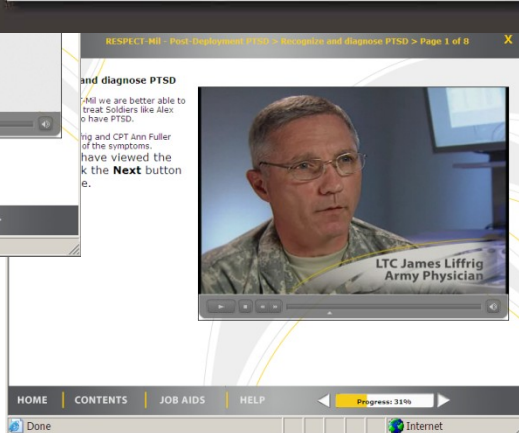 RESPECT-Mil - Post-Deployment PTSD > Recognize and diagnose PTSD > Page 1 of 8 X
and diagnose PTSD
-Mil we are better able to
treat Soldiers like Alex
o have PTSD.
rig and CPT Ann Fuller
of the symptoms.
have viewed the
k the Next button
e.
LTC James Liffrig
Army Physician
HOME CONTENTS JOB AIDS HELP Progress: 31%
Done Internet